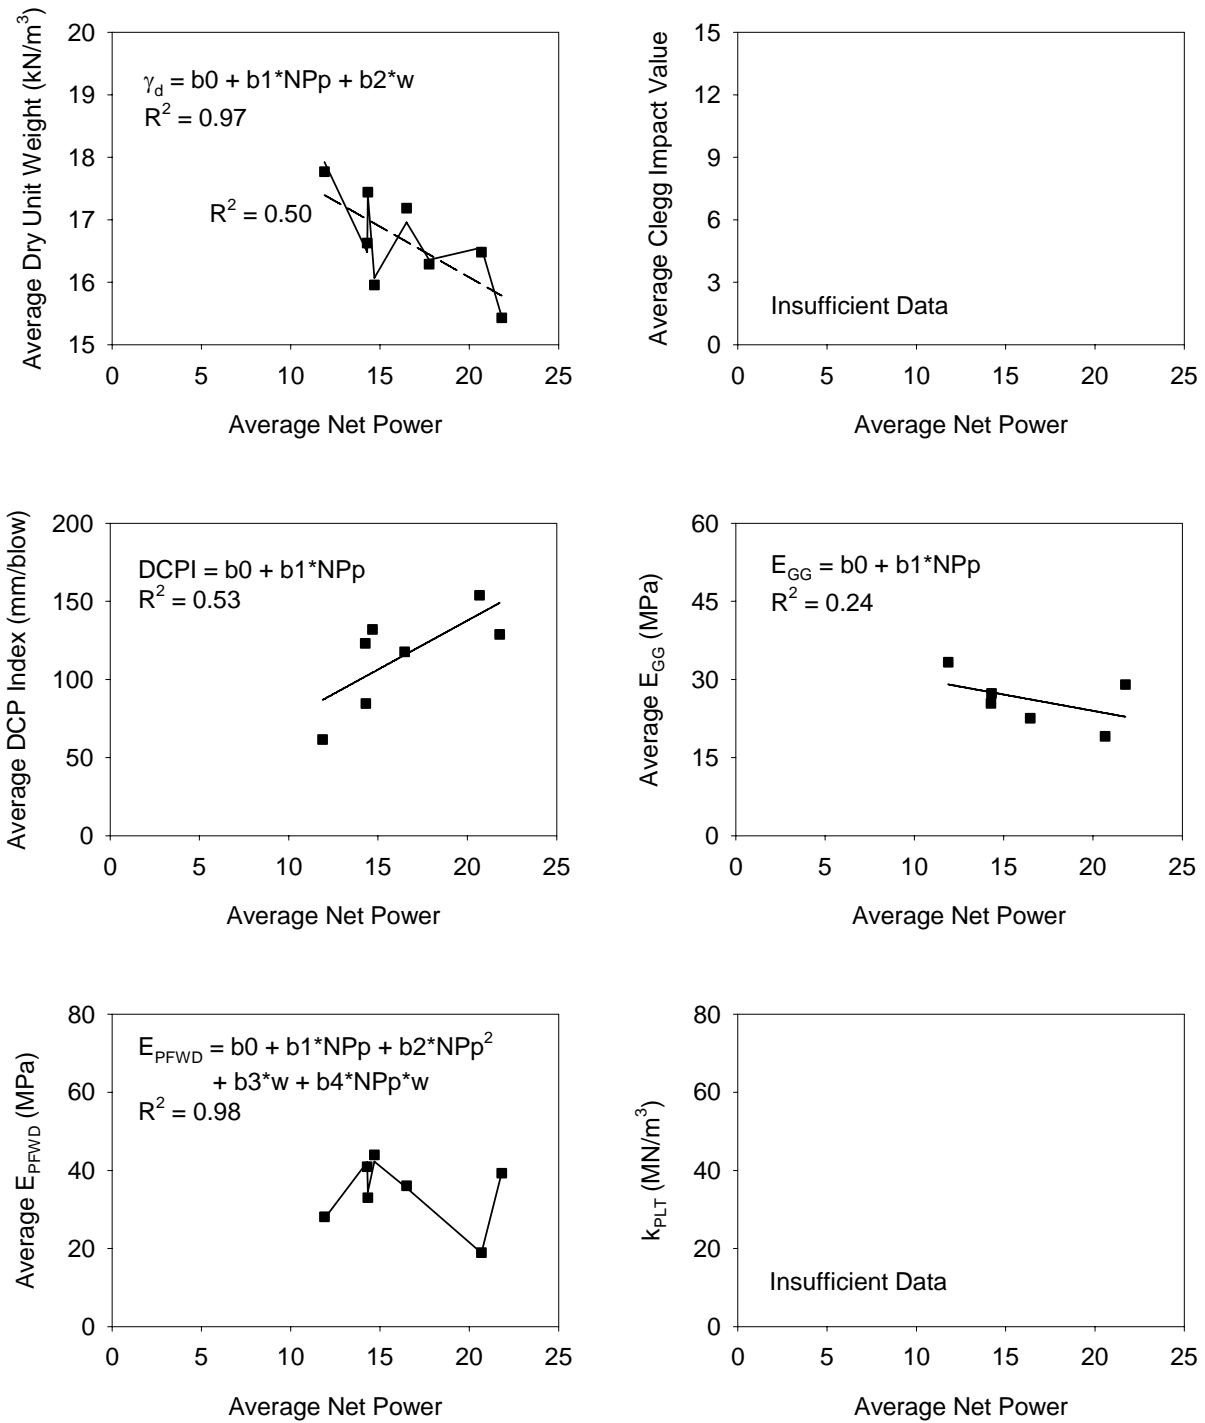 Average Dry Unit Weight (kN/m³)
20
19
18
17
16
15
γd = b0 + b1*NPp + b2*w
R² = 0.97
R² = 0.50
0 5 10 15 20 25
Average Net Power
Average Clegg Impact Value
15
12
9
6
3
0
Insufficient Data
0 5 10 15 20 25
Average Net Power
Average DCP Index (mm/blow)
200
150
100
50
0
DCPI = b0 + b1*NPp
R² = 0.53
0 5 10 15 20 25
Average Net Power
Average EGG (MPa)
60
45
30
15
0
EGG = b0 + b1*NPp
R² = 0.24
0 5 10 15 20 25
Average Net Power
Average EPFWD (MPa)
80
60
40
20
0
EPFWD = b0 + b1*NPp + b2*NPp²
+ b3*w + b4*NPp*w
R² = 0.98
0 5 10 15 20 25
Average Net Power
kPLT (MN/m³)
80
60
40
20
0
Insufficient Data
0 5 10 15 20 25
Average Net Power